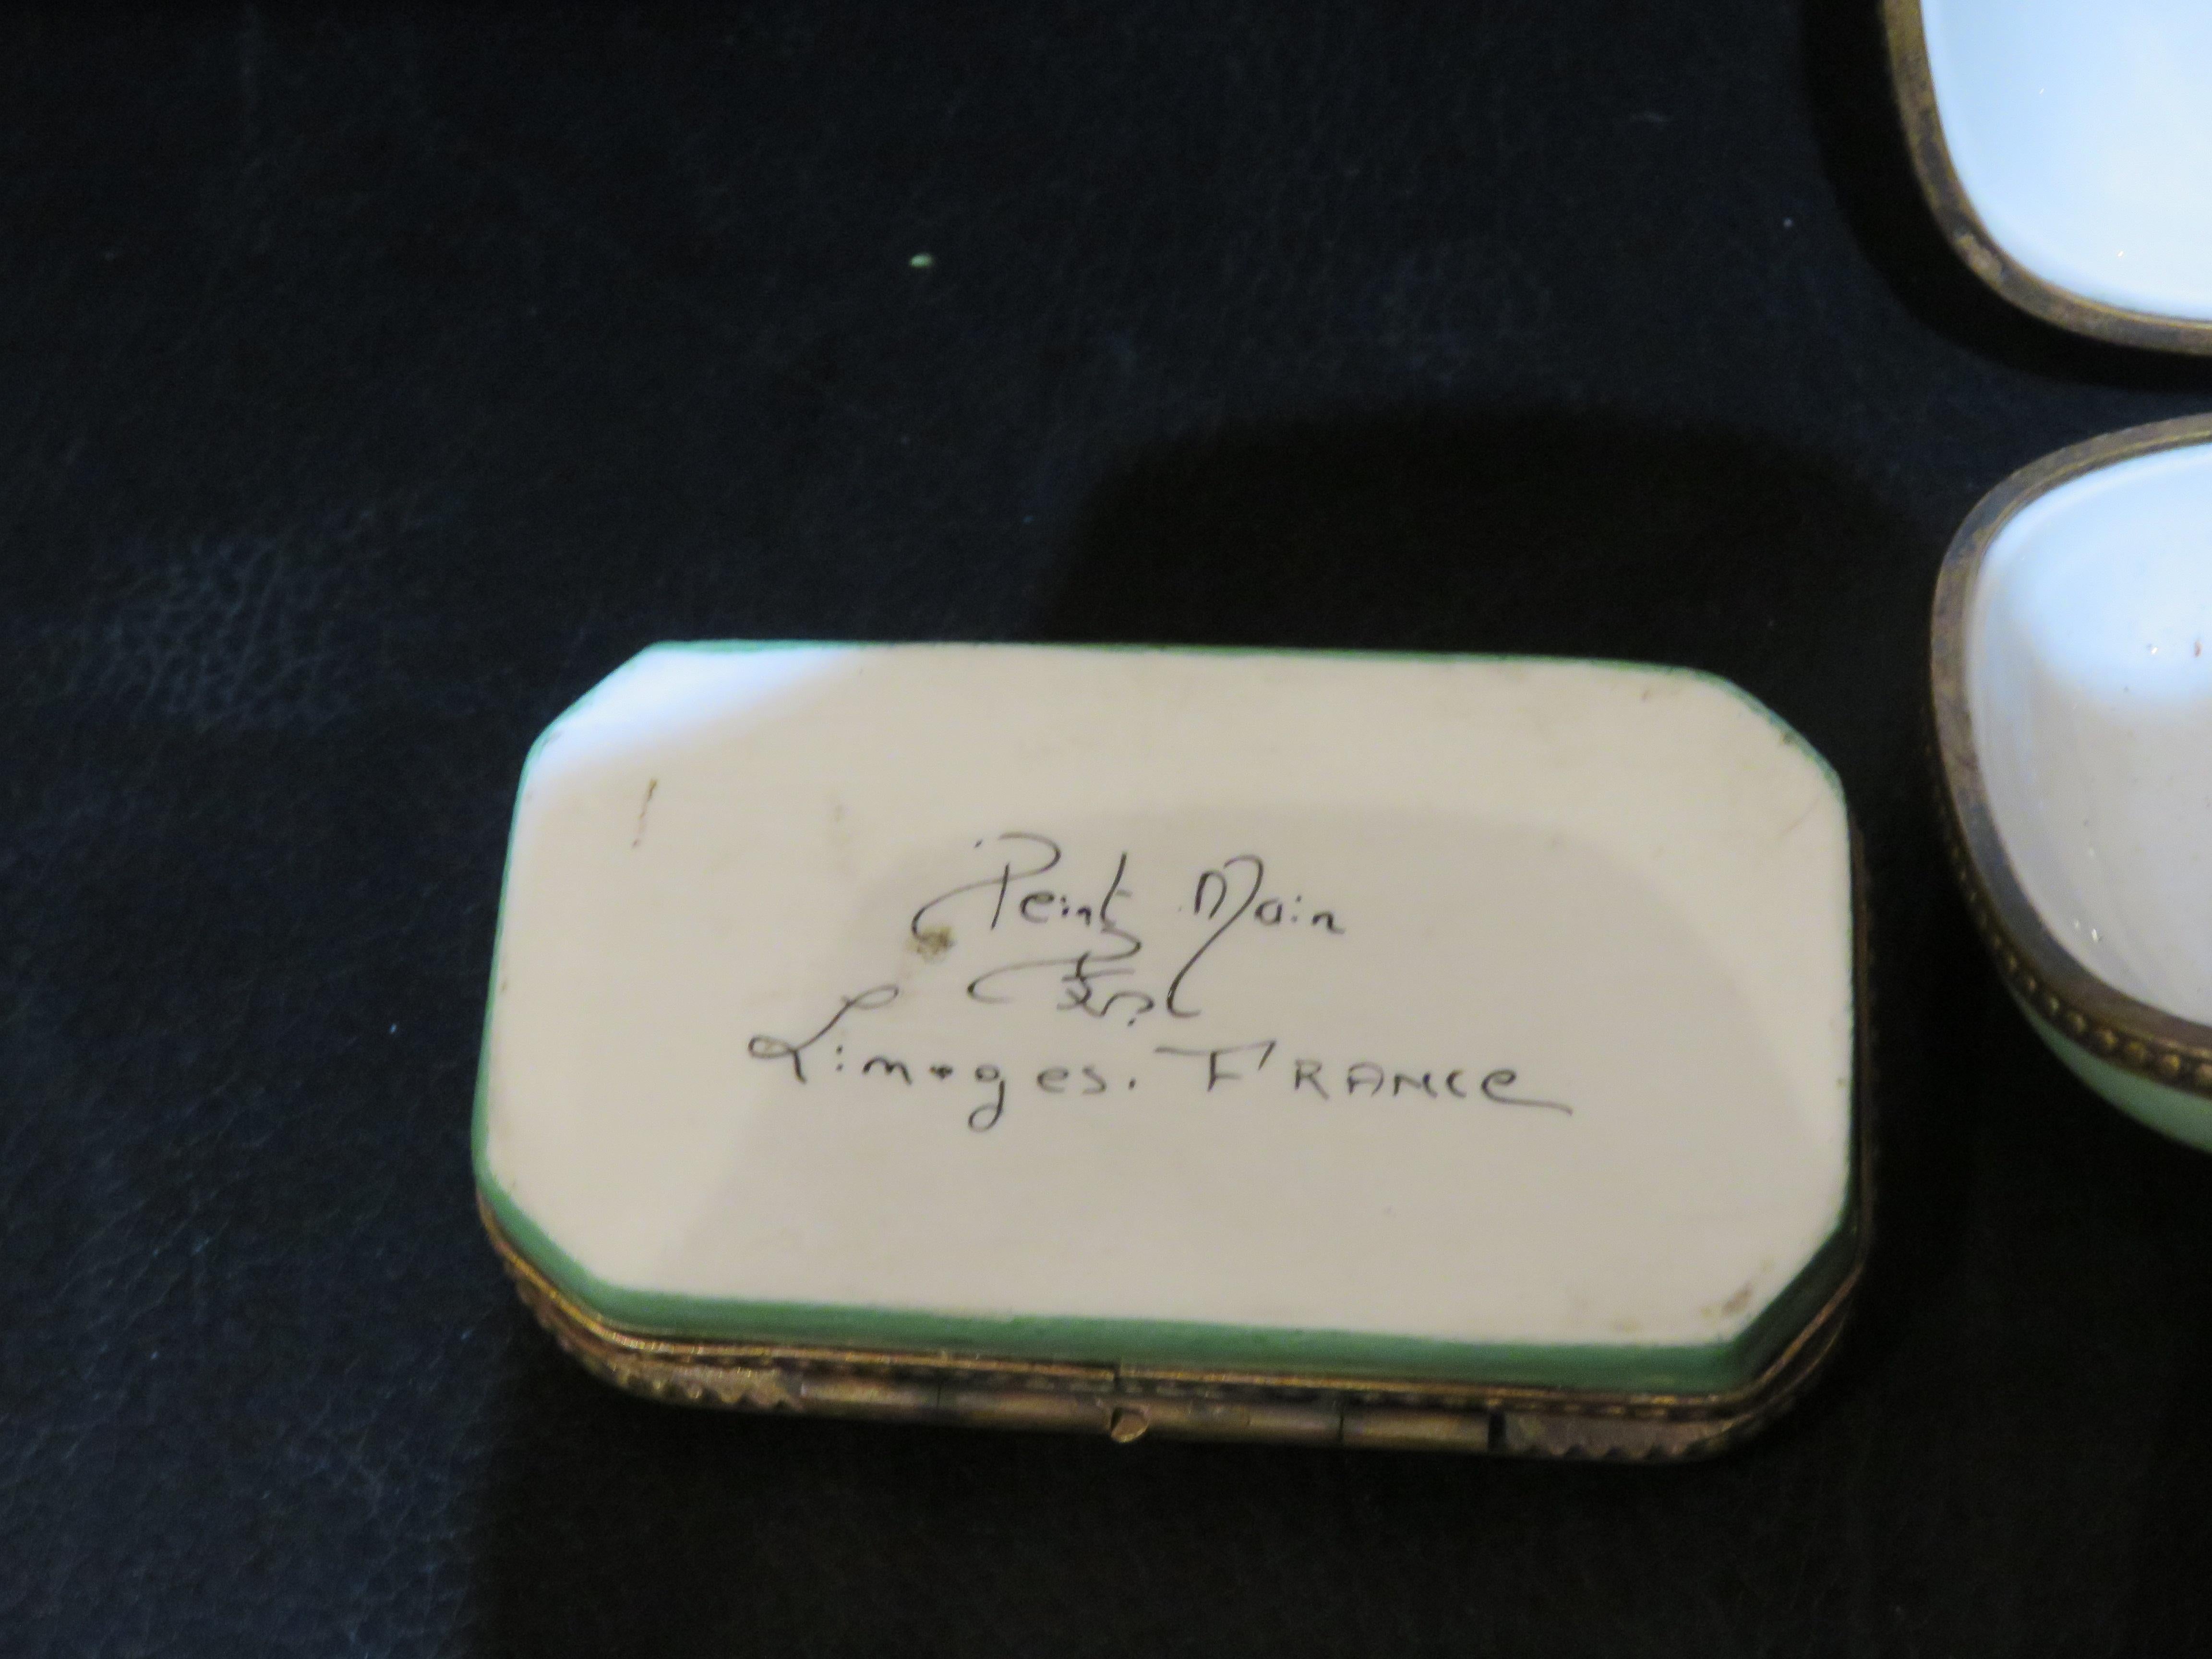 Peint Main
Limoges. FRANCE